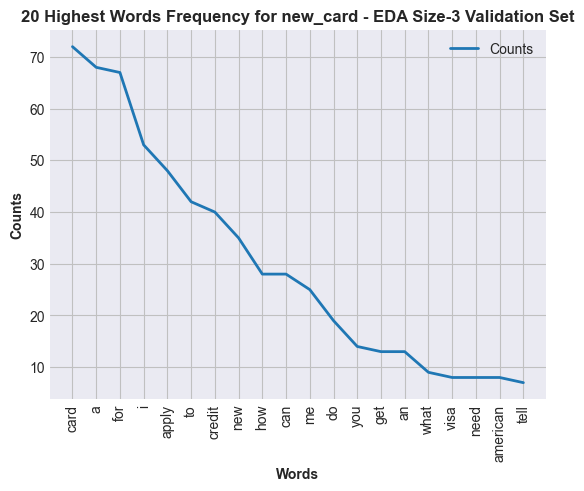 20 Highest Words Frequency for new_card - EDA Size-3 Validation Set
Counts
70
60
50
40
30
20
10
Counts
card
a
for
i
apply
to
credit
new
how
can
me
do
you
get
an
what
visa
need
american
tell
Words